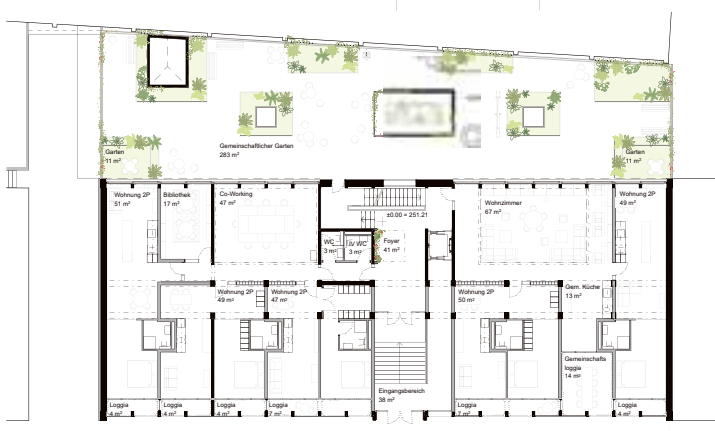 Gemeinschaftlicher Garten
283 m²
Garten
11 m²
Garten
11 m²
Wohnung 2P
51 m²
Bibliothek
17 m²
Co-Working
47 m²
±0.00 = 251.21
WC
3 m²
IV WC
3 m²
Foyer
41 m²
Wohnzimmer
67 m²
Wohnung 2P
49 m²
Wohnung 2P
49 m²
Wohnung 2P
47 m²
Wohnung 2P
50 m²
Gem. Küche
13 m²
Gemeinschafts
loggia
14 m²
Eingangsbereich
38 m²
Loggia
4 m²
Loggia
4 m²
Loggia
4 m²
Loggia
7 m²
Loggia
7 m²
Loggia
4 m²